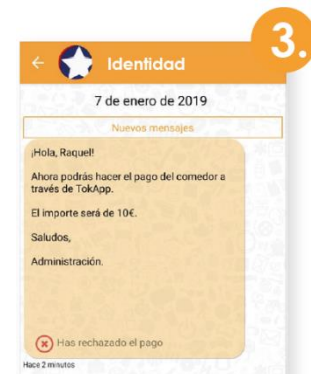 3.
Identidad
7 de enero de 2019
Nuevos mensajes
¡Hola, Raquel!
Ahora podrás hacer el pago del comedor a
través de TokApp.
El importe será de 10€.
Saludos,
Administración.
Has rechazado el pago
Hace 2 minutos